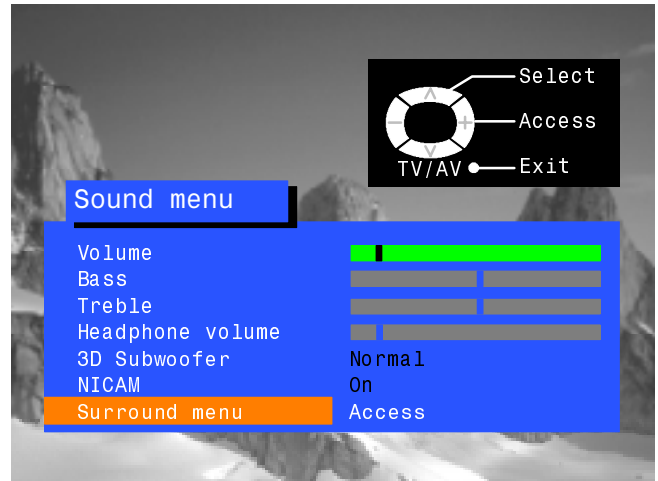 Select
Access
TV/AV Exit
Sound menu
Volume
Bass
Treble
Headphone volume
3D Subwoofer Normal
NICAM On
Surround menu Access